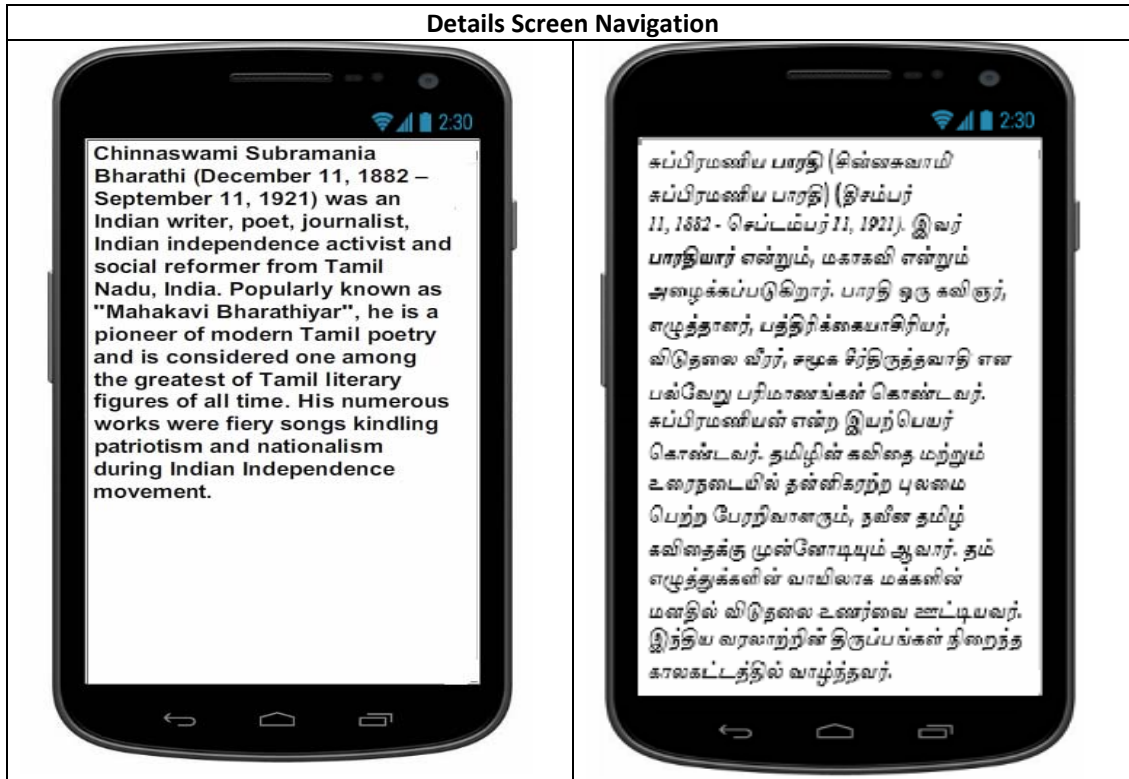 Details Screen Navigation
2:30
Chinnaswami Subramania
Bharathi (December 11, 1882 –
September 11, 1921) was an
Indian writer, poet, journalist,
Indian independence activist and
social reformer from Tamil
Nadu, India. Popularly known as
"Mahakavi Bharathiyar", he is a
pioneer of modern Tamil poetry
and is considered one among
the greatest of Tamil literary
figures of all time. His numerous
works were fiery songs kindling
patriotism and nationalism
during Indian Independence
movement.
2:30
சுப்பிரமணிய பாரதி (சின்னசுவாமி
சுப்பிரமணிய பாரதி) (திசம்பர்
11, 1882 - செப்டம்பர் 11, 1921). இவர்
பாரதியார் என்றும், மகாகவி என்றும்
அழைக்கப்படுகிறார். பாரதி ஒரு கவிஞர்,
எழுத்தாளர், பத்திரிக்கையாசிரியர்,
விடுதலை வீரர், சமூக சீர்திருத்தவாதி என
பல்வேறு பரிமாணங்கள் கொண்டவர்.
சுப்பிரமணியன் என்ற இயற்பெயர்
கொண்டவர். தமிழின் கவிதை மற்றும்
உரைநடையில் தன்னிகரற்ற புலமை
பெற்ற பேரறிவாளரும், நவீன தமிழ்
கவிதைக்கு முன்னோடியும் ஆவார். தம்
எழுத்துக்களின் வாயிலாக மக்களின்
மனதில் விடுதலை உணர்வை ஊட்டியவர்.
இந்திய வரலாற்றின் திருப்பங்கள் நிறைந்த
காலகட்டத்தில் வாழ்ந்தவர்.